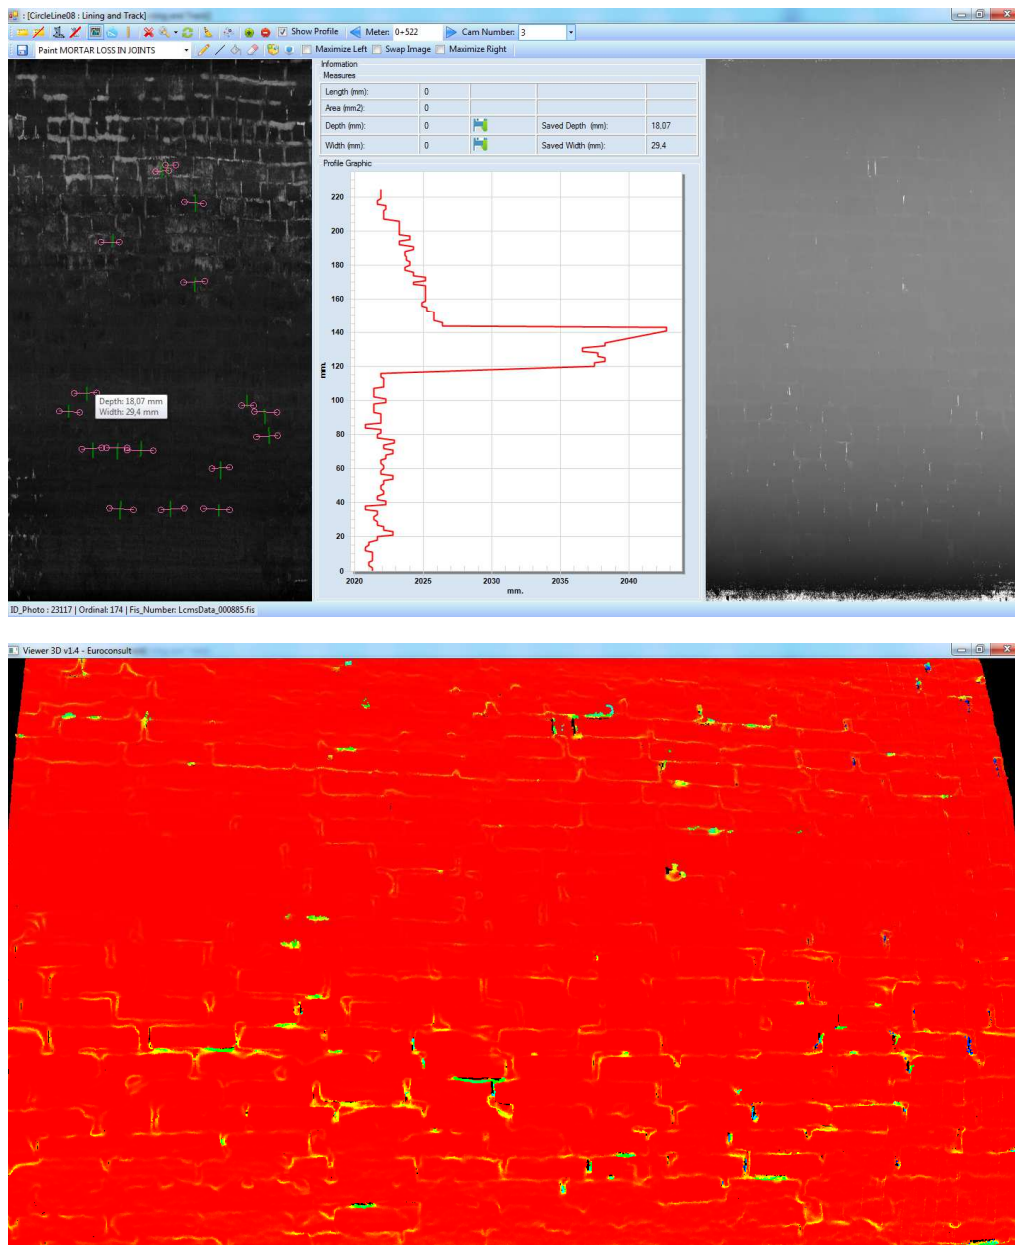 : [CircleLine08 : Lining and Track]
Show Profile Meter: 0+522 Cam Number: 3
Paint MORTAR LOSS IN JOINTS Maximize Left Swap Image Maximize Right
Information
Measures
Length (mm): 0
Area (mm2): 0
Depth (mm): 0 Saved Depth (mm): 18,07
Width (mm): 0 Saved Width (mm): 29,4
Profile Graphic
220
200
180
160
140
mm. 120
100
80
60
40
20
0
2020 2025 2030 2035 2040
mm.
Depth: 18,07 mm
Width: 29,4 mm
ID_Photo : 23117 | Ordinal: 174 | Fis_Number: LcmsData_000885.fis
Viewer 3D v1.4 - Euroconsult